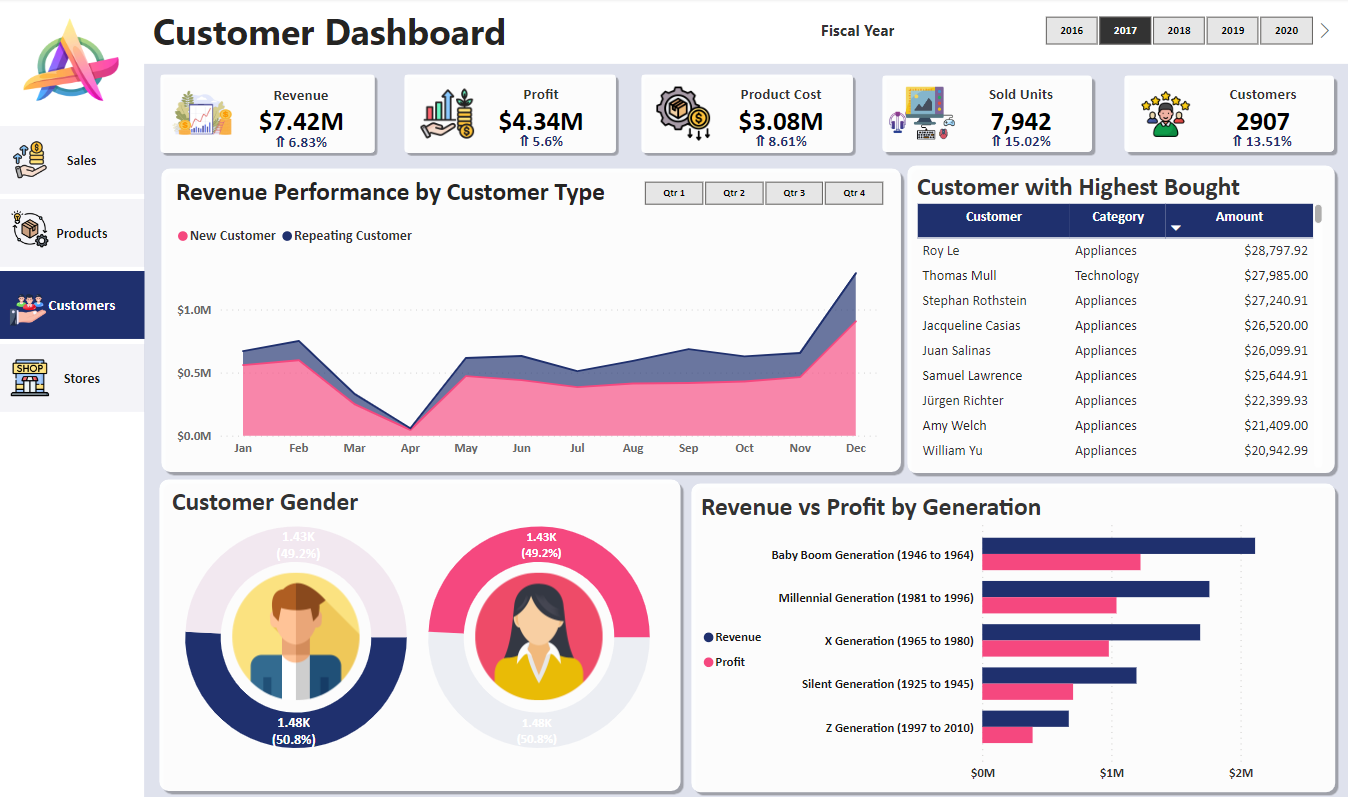 Customer Dashboard
Fiscal Year
2016 2017 2018 2019 2020
Revenue
$7.42M
⇈ 6.83%
Profit
$4.34M
⇈ 5.6%
Product Cost
$3.08M
⇈ 8.61%
Sold Units
7,942
⇈ 15.02%
Customers
2907
⇈ 13.51%
Sales
Products
Customers
SHOP
Stores
Revenue Performance by Customer Type
Qtr 1 Qtr 2 Qtr 3 Qtr 4
New Customer Repeating Customer
$1.0M
$0.5M
$0.0M
Jan Feb Mar Apr May Jun Jul Aug Sep Oct Nov Dec
Customer with Highest Bought
Customer Category Amount
Roy Le Appliances $28,797.92
Thomas Mull Technology $27,985.00
Stephan Rothstein Appliances $27,240.91
Jacqueline Casias Appliances $26,520.00
Juan Salinas Appliances $26,099.91
Samuel Lawrence Appliances $25,644.91
Jürgen Richter Appliances $22,399.93
Amy Welch Appliances $21,409.00
William Yu Appliances $20,942.99
Customer Gender
1.43K
(49.2%)
1.48K
(50.8%)
1.43K
(49.2%)
1.48K
(50.8%)
Revenue vs Profit by Generation
Revenue
Profit
Baby Boom Generation (1946 to 1964)
Millennial Generation (1981 to 1996)
X Generation (1965 to 1980)
Silent Generation (1925 to 1945)
Z Generation (1997 to 2010)
$0M $1M $2M